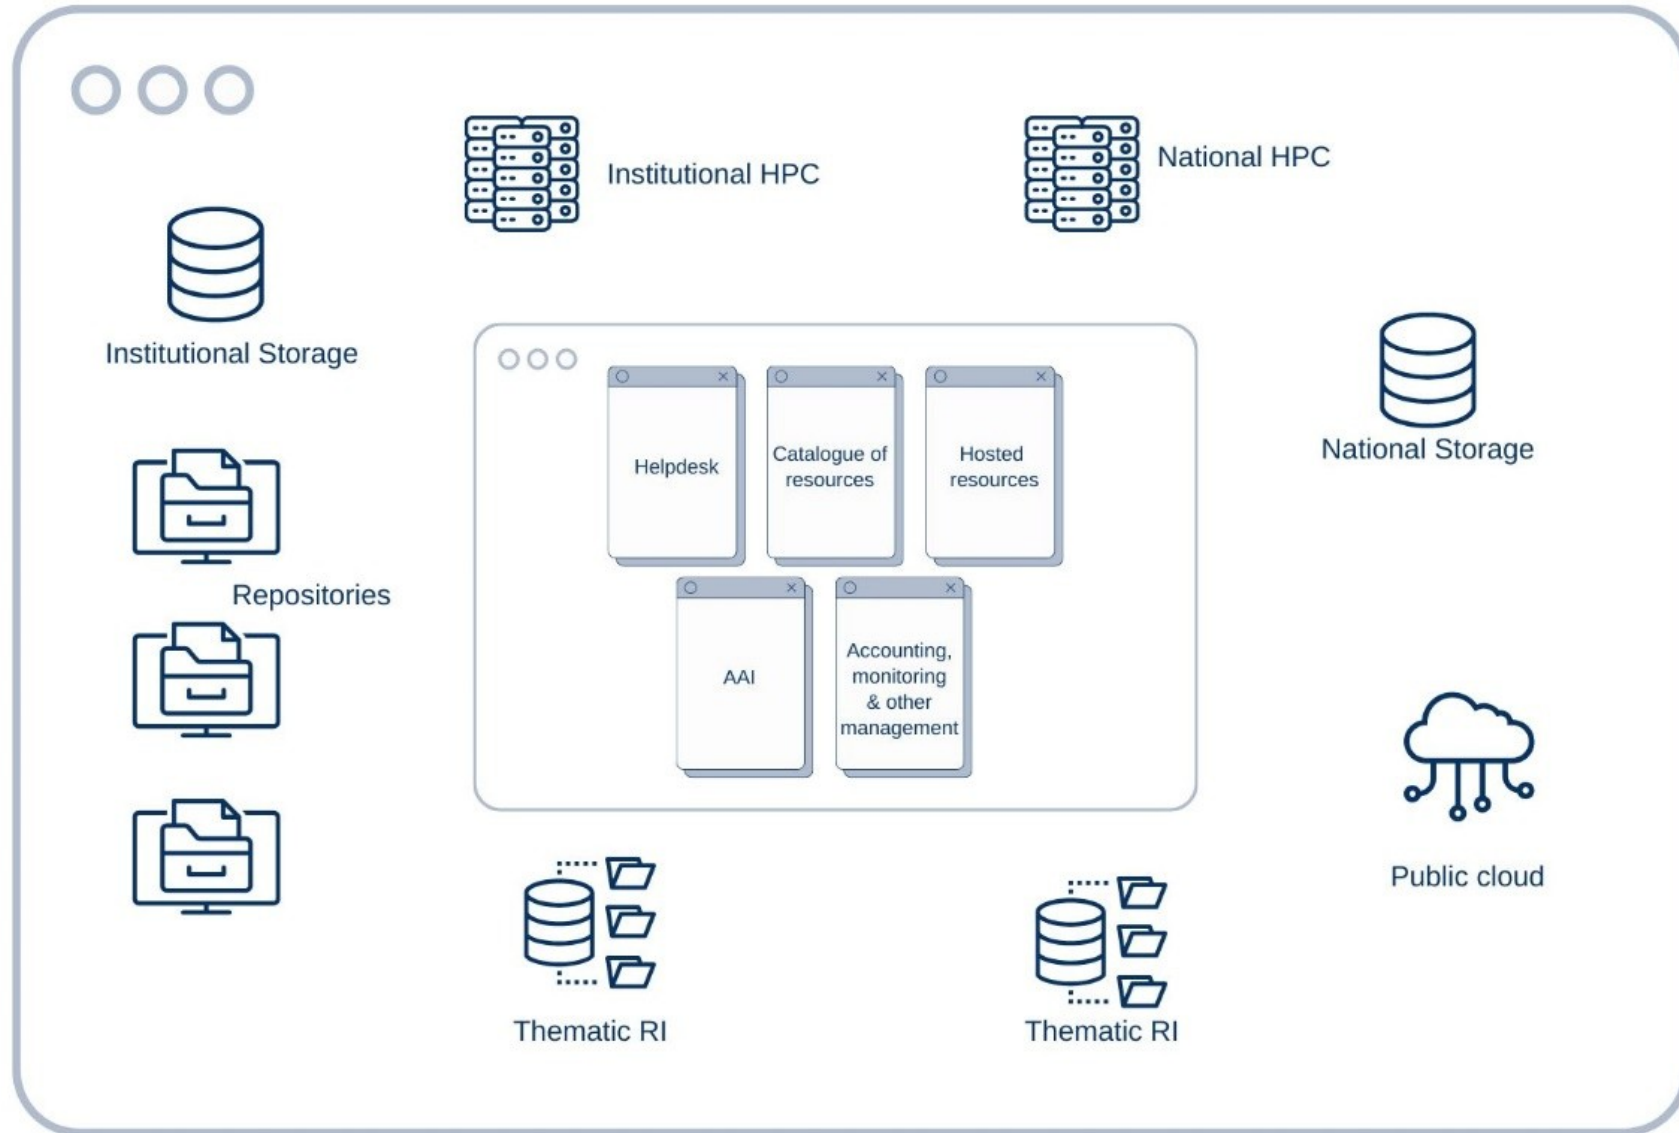 Institutional HPC
National HPC
Institutional Storage
National Storage
Helpdesk
Catalogue of
resources
Hosted
resources
Repositories
AAI
Accounting,
monitoring
& other
management
Public cloud
Thematic RI
Thematic RI